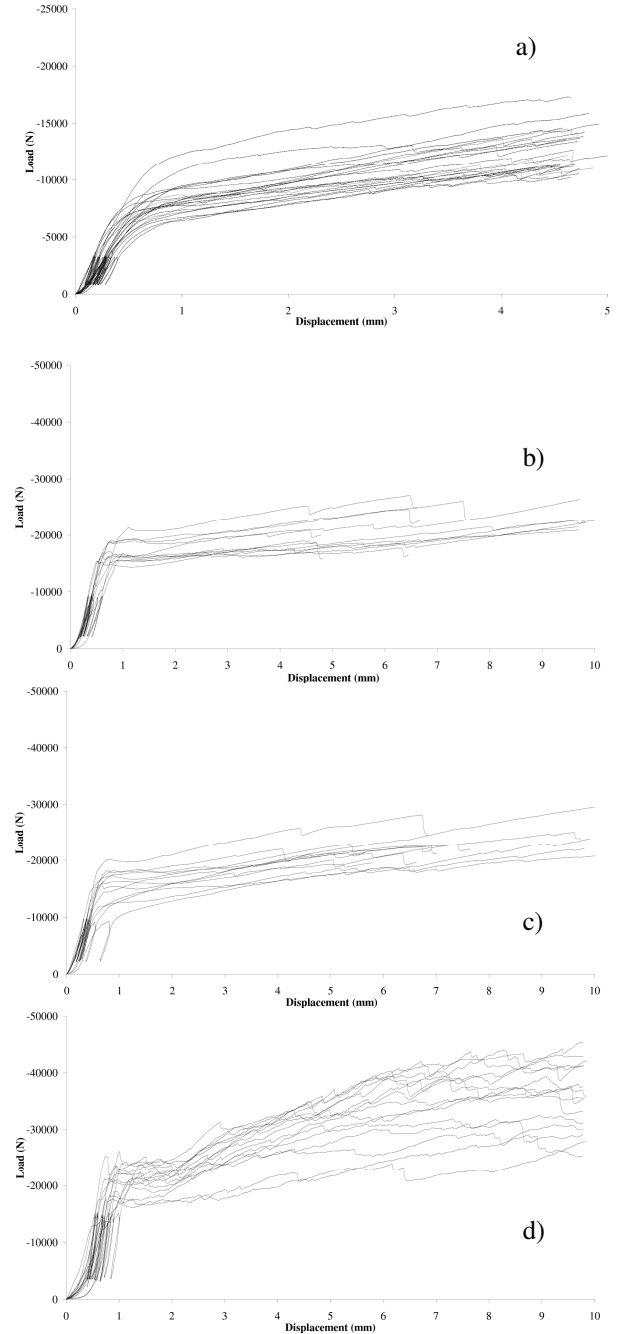 -25000
a)
-20000
-15000
Load (N)
-10000
-5000
0
0 1 2 3 4 5
Displacement (mm)
-50000
-40000
b)
-30000
Load (N)
-20000
-10000
0
0 1 2 3 4 5 6 7 8 9 10
Displacement (mm)
-50000
-40000
-30000
Load (N)
-20000
-10000
c)
0
0 1 2 3 4 5 6 7 8 9 10
Displacement (mm)
-50000
-40000
-30000
Load (N)
-20000
d)
-10000
0
0 1 2 3 4 5 6 7 8 9 10
Displacement (mm)